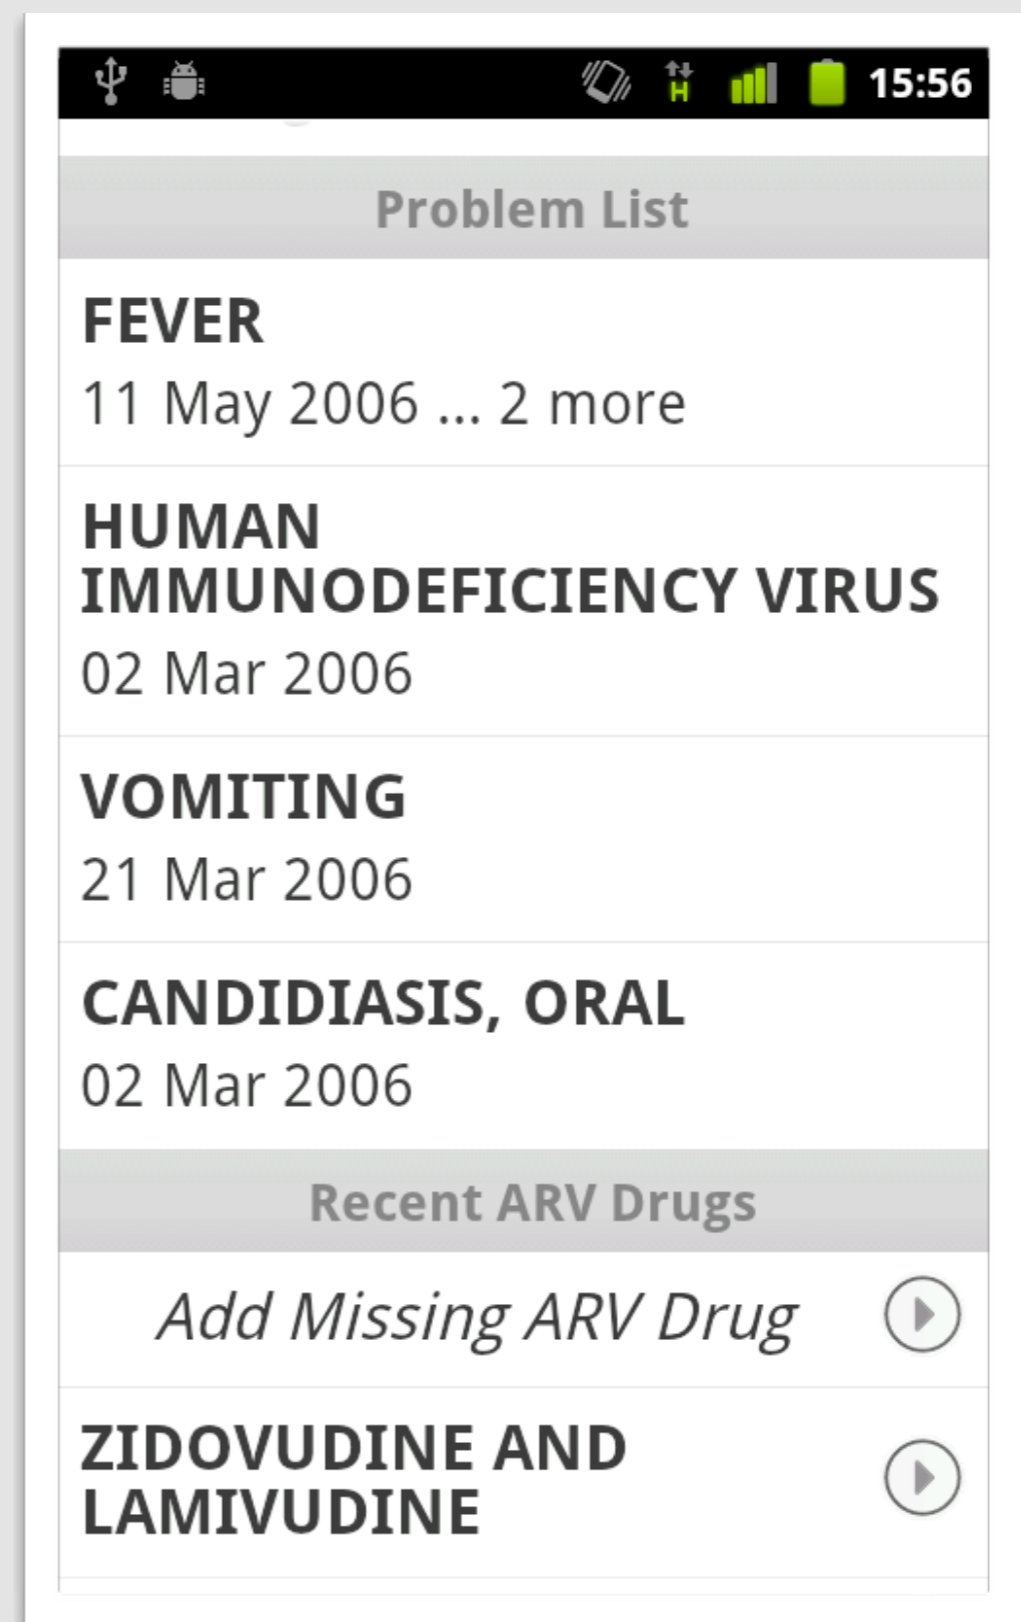 H 15:56
Problem List
FEVER
11 May 2006 ... 2 more
HUMAN
IMMUNODEFICIENCY VIRUS
02 Mar 2006
VOMITING
21 Mar 2006
CANDIDIASIS, ORAL
02 Mar 2006
Recent ARV Drugs
Add Missing ARV Drug
ZIDOVUDINE AND
LAMIVUDINE